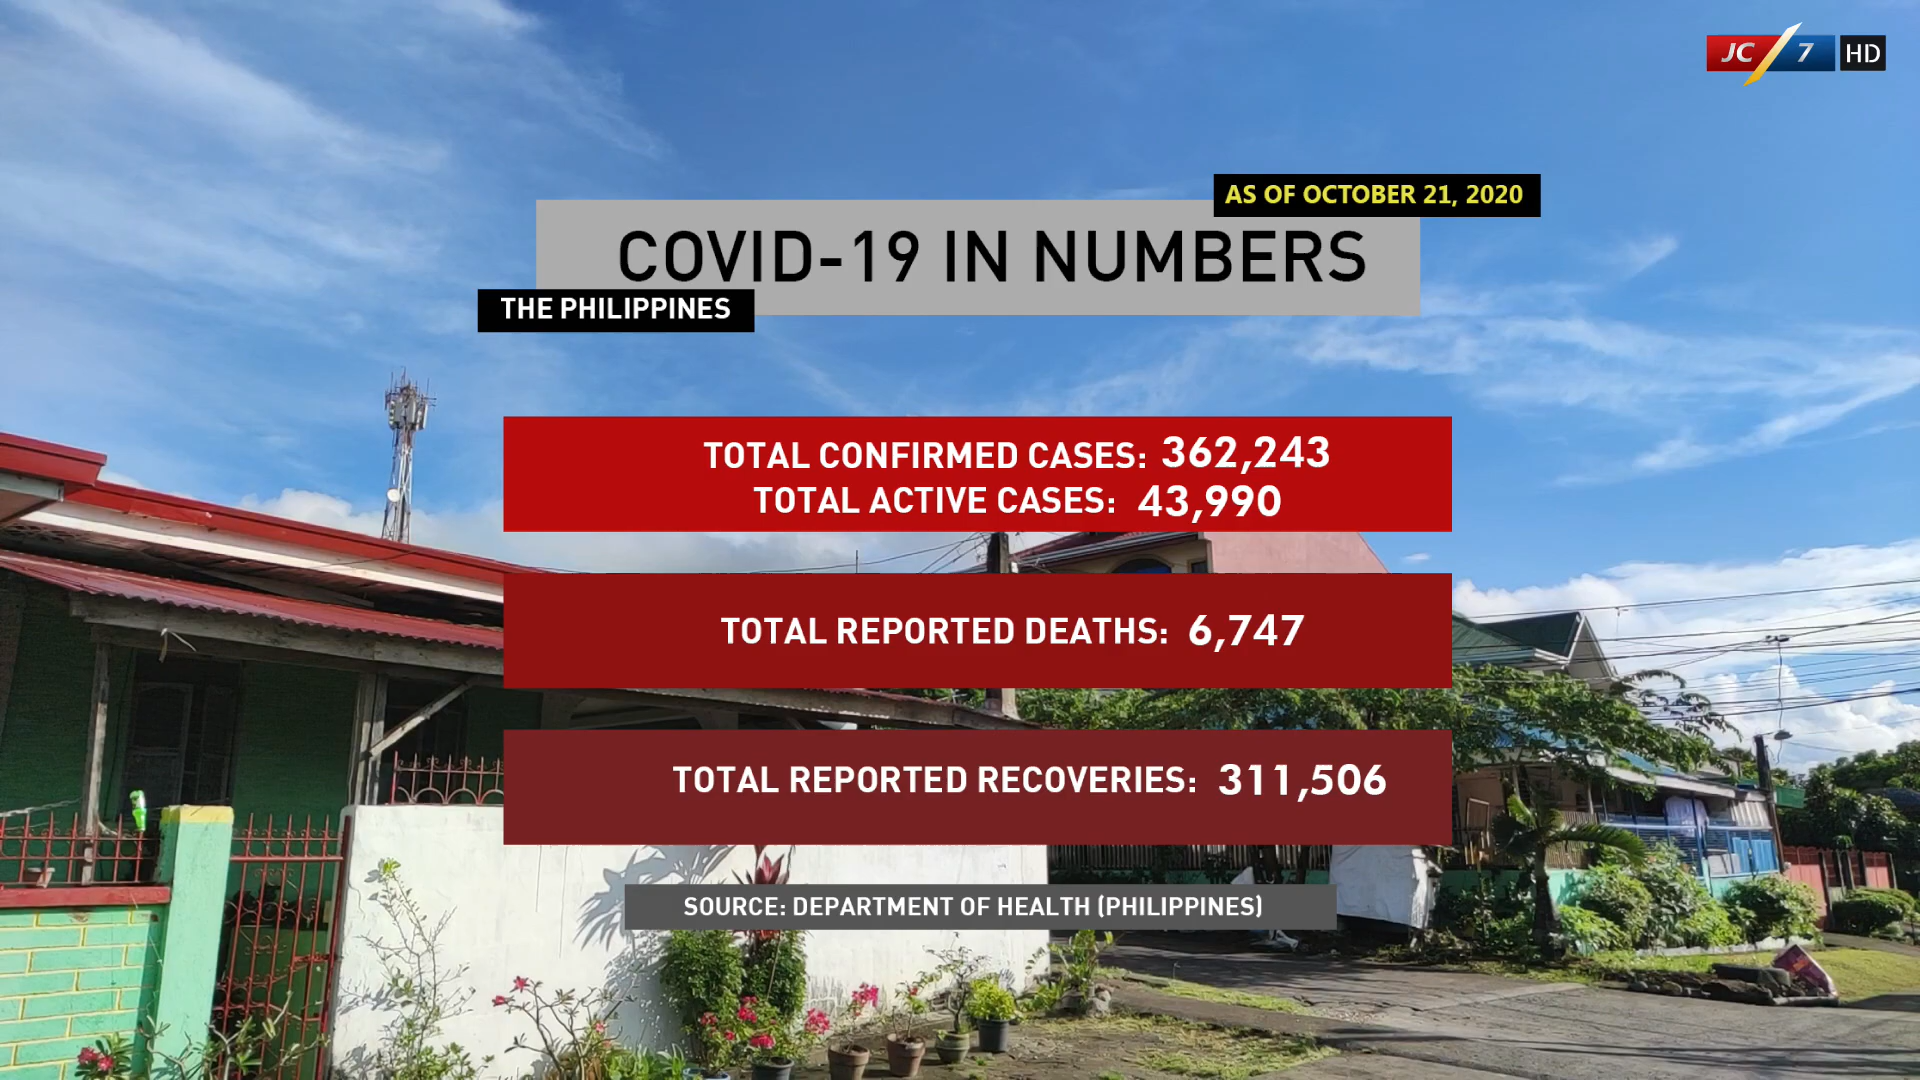 JC 7 HD
AS OF OCTOBER 21, 2020
COVID-19 IN NUMBERS
THE PHILIPPINES
TOTAL CONFIRMED CASES: 362,243
TOTAL ACTIVE CASES: 43,990
TOTAL REPORTED DEATHS: 6,747
TOTAL REPORTED RECOVERIES: 311,506
SOURCE: DEPARTMENT OF HEALTH (PHILIPPINES)